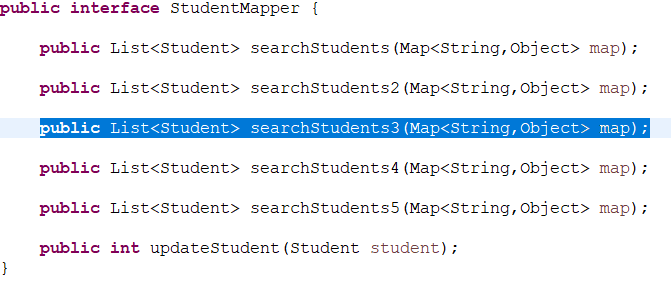 public interface StudentMapper {
public List<Student> searchStudents(Map<String,Object> map);
public List<Student> searchStudents2(Map<String,Object> map);
public List<Student> searchStudents3(Map<String,Object> map);
public List<Student> searchStudents4(Map<String,Object> map);
public List<Student> searchStudents5(Map<String,Object> map);
public int updateStudent(Student student);
}